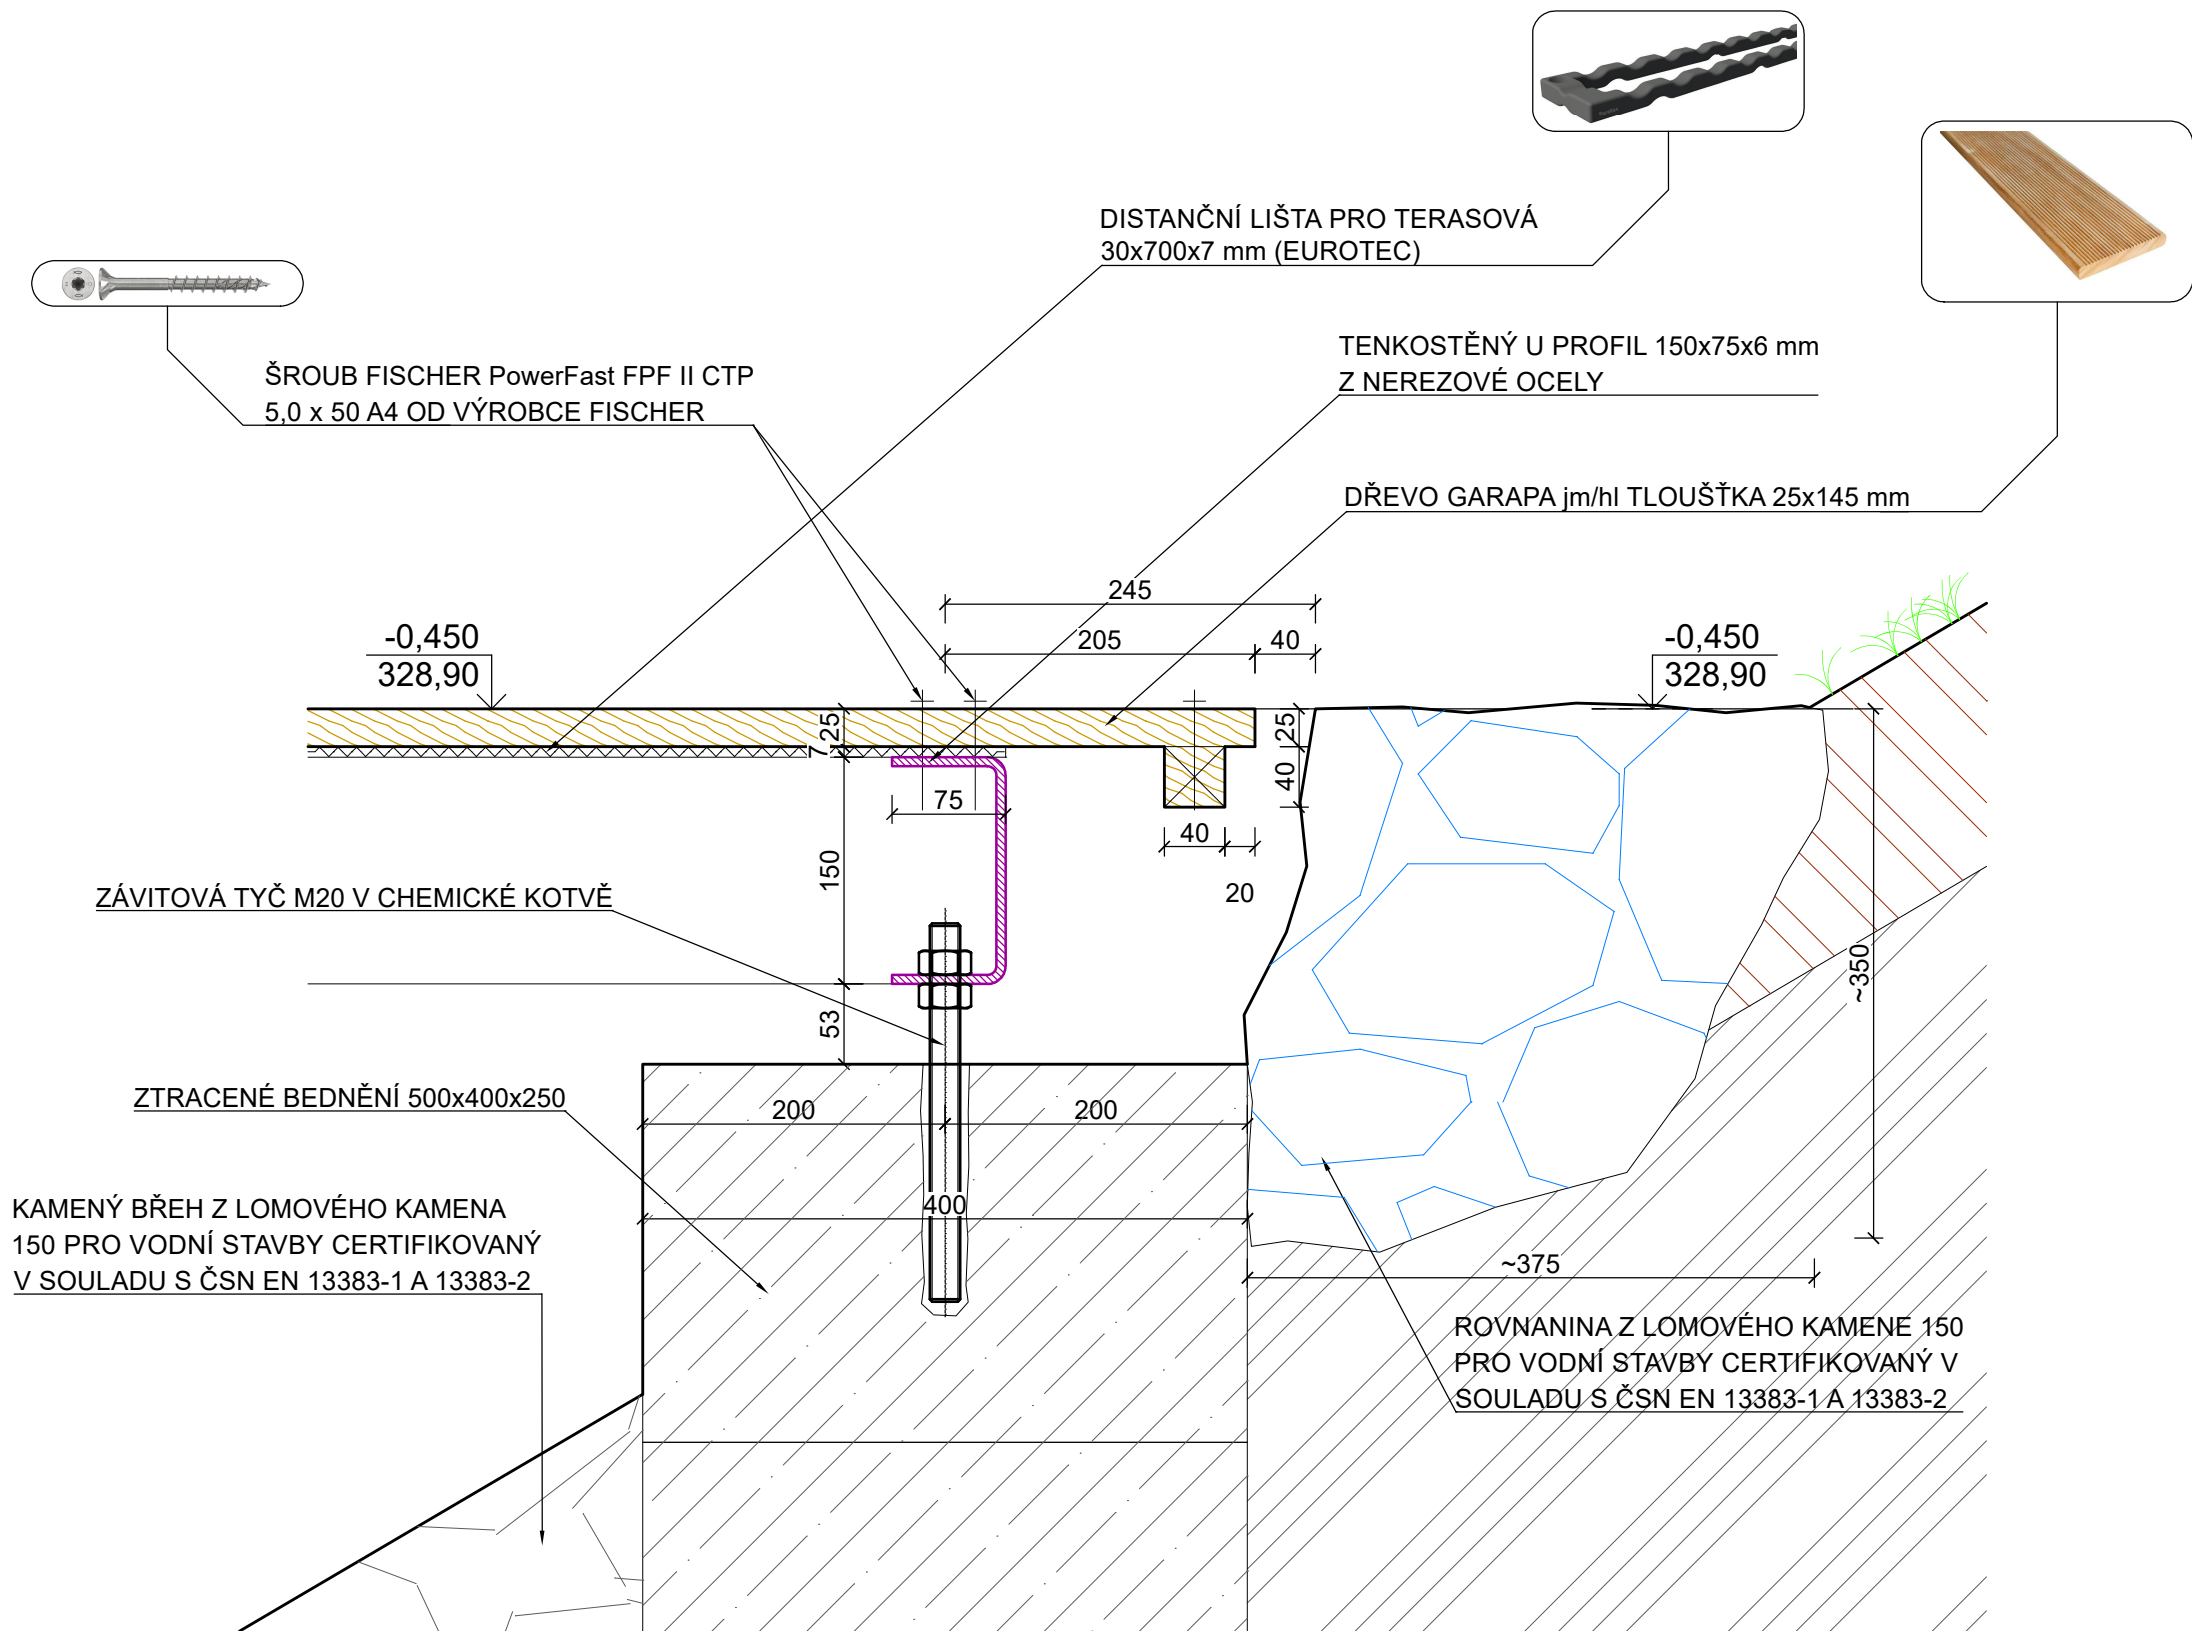 DISTANČNÍ LIŠTA PRO TERASOVÁ
30x700x7 mm (EUROTEC)
TENKOSTĚNÝ U PROFIL 150x75x6 mm
Z NEREZOVÉ OCELY
ŠROUB FISCHER PowerFast FPF II CTP
5,0 x 50 A4 OD VÝROBCE FISCHER
DŘEVO GARAPA jm/hl TLOUŠŤKA 25x145 mm
245
205
40
-0,450
328,90
-0,450
328,90
25
7
25
40
75
40
20
150
53
~350
ZÁVITOVÁ TYČ M20 V CHEMICKÉ KOTVĚ
ZTRACENÉ BEDNĚNÍ 500x400x250
200
200
400
KAMENÝ BŘEH Z LOMOVÉHO KAMENA
150 PRO VODNÍ STAVBY CERTIFIKOVANÝ
V SOULADU S ČSN EN 13383-1 A 13383-2
~375
ROVNANINA Z LOMOVÉHO KAMENE 150
PRO VODNÍ STAVBY CERTIFIKOVANÝ V
SOULADU S ČSN EN 13383-1 A 13383-2